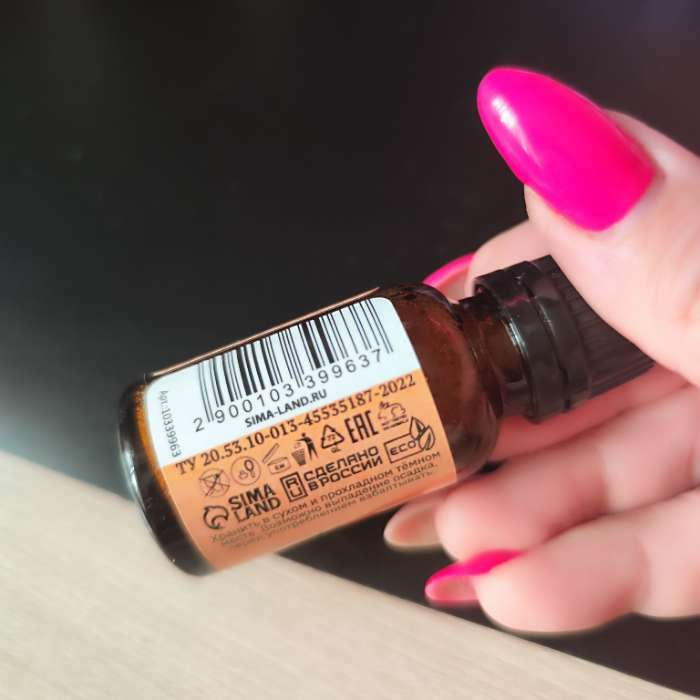 Арт.:10339963
2 900103 399637
SIMA-LAND.RU
ТУ 20.53.10-013-45535187-2022
EAC
SIMA
LAND
СДЕЛАНО
В РОССИИ
ECO
Хранить в сухом и прохладном тёмном
месте. Возможно выпадение осадка,
перед употреблением взбалтывать.